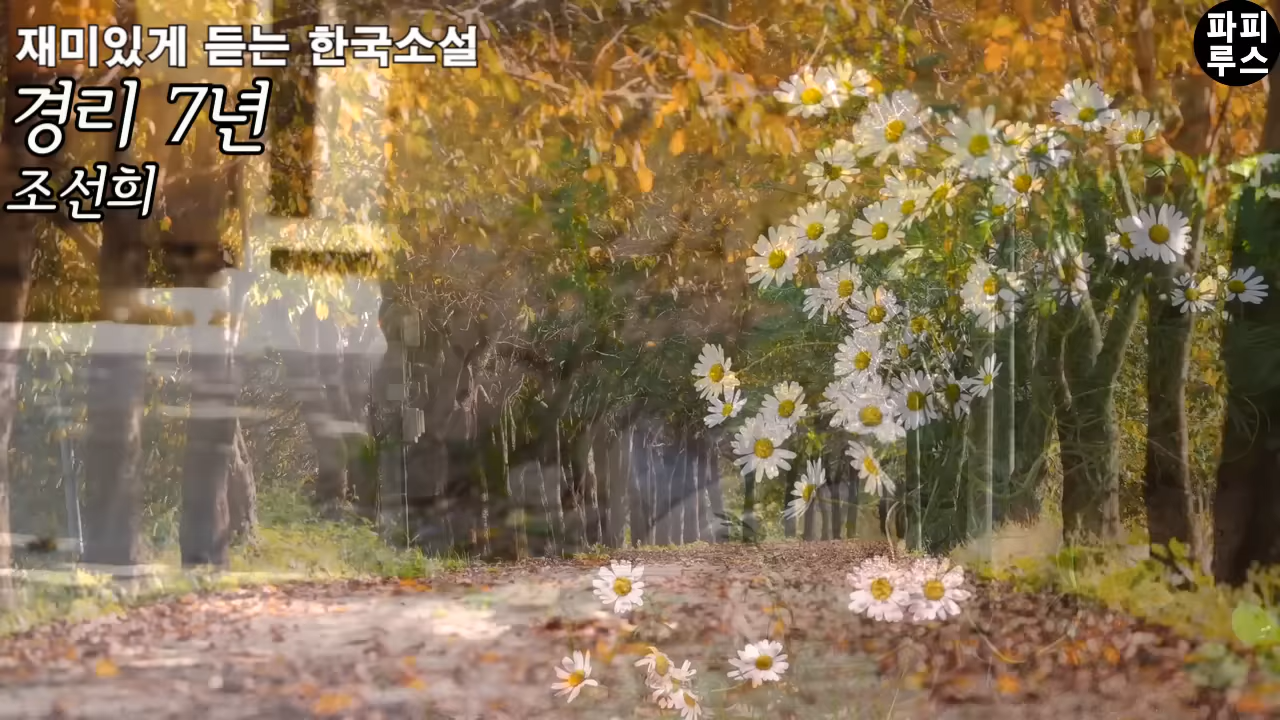 재미있게 듣는 한국소설
경리 7년
조선희
파피
루스